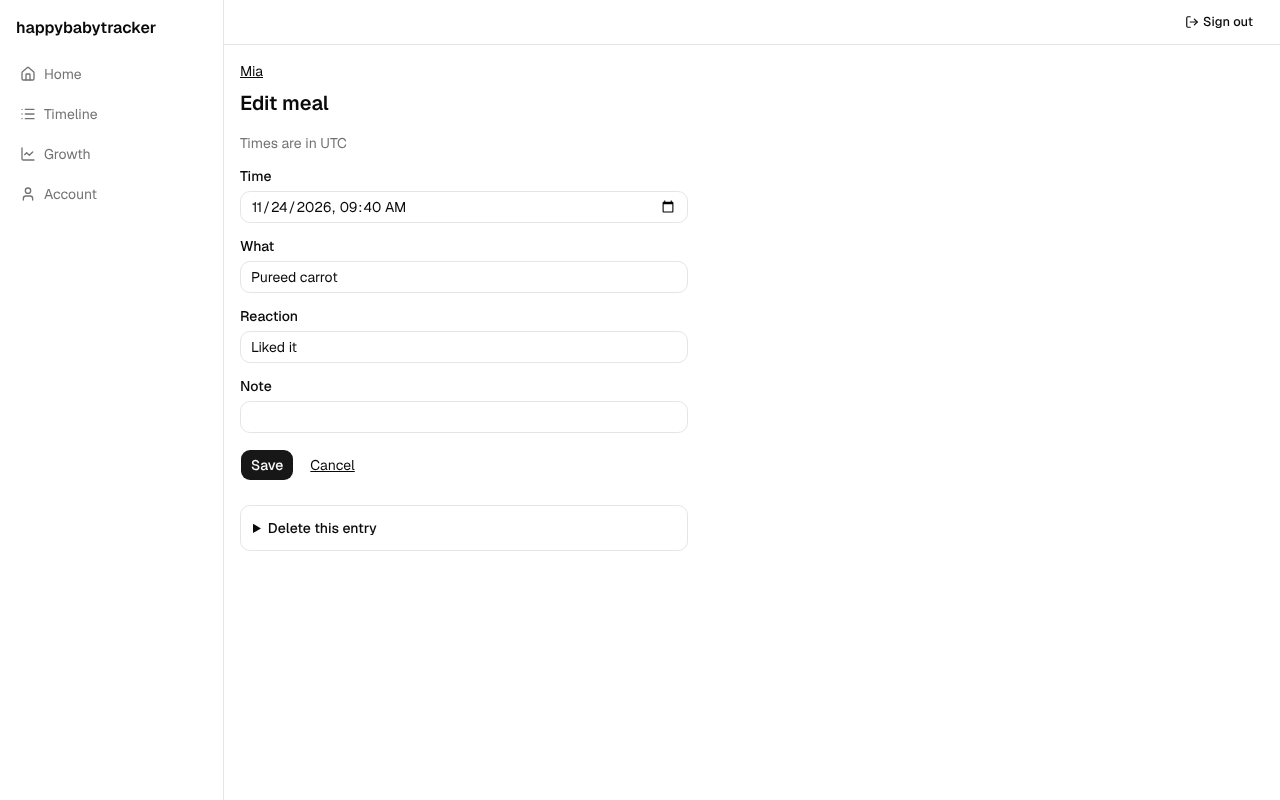 happybabytracker
Home
Timeline
Growth
Account
Sign out
Mia
Edit meal
Times are in UTC
Time
11/24/2026, 09:40 AM
What
Pureed carrot
Reaction
Liked it
Note
Save Cancel
Delete this entry